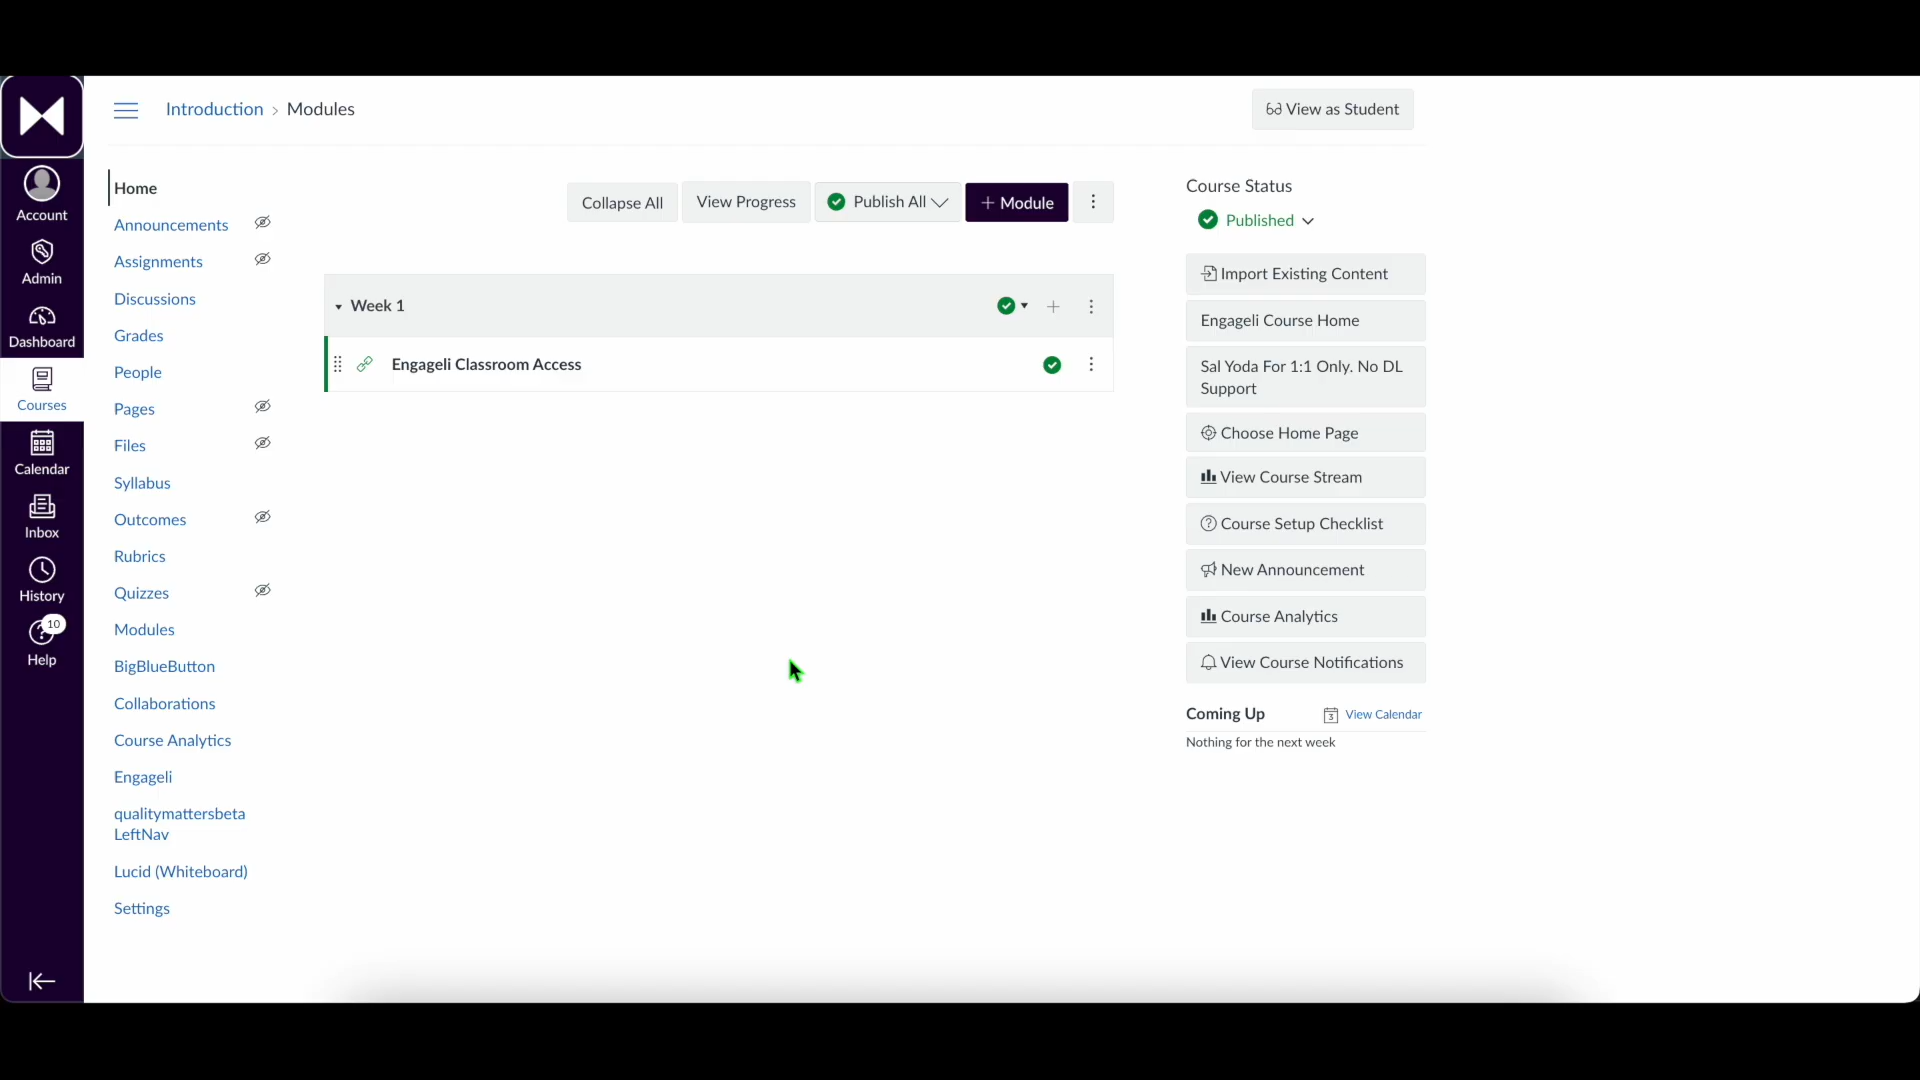 Introduction > Modules
View as Student
Account
Admin
Dashboard
Courses
Calendar
Inbox
History
10
Help
Home
Announcements
Assignments
Discussions
Grades
People
Pages
Files
Syllabus
Outcomes
Rubrics
Quizzes
Modules
BigBlueButton
Collaborations
Course Analytics
Engageli
qualitymattersbeta
LeftNav
Lucid (Whiteboard)
Settings
Collapse All
View Progress
Publish All
+ Module
Week 1
Engageli Classroom Access
Course Status
Published
Import Existing Content
Engageli Course Home
Sal Yoda For 1:1 Only. No DL
Support
Choose Home Page
View Course Stream
Course Setup Checklist
New Announcement
Course Analytics
View Course Notifications
Coming Up
3 View Calendar
Nothing for the next week